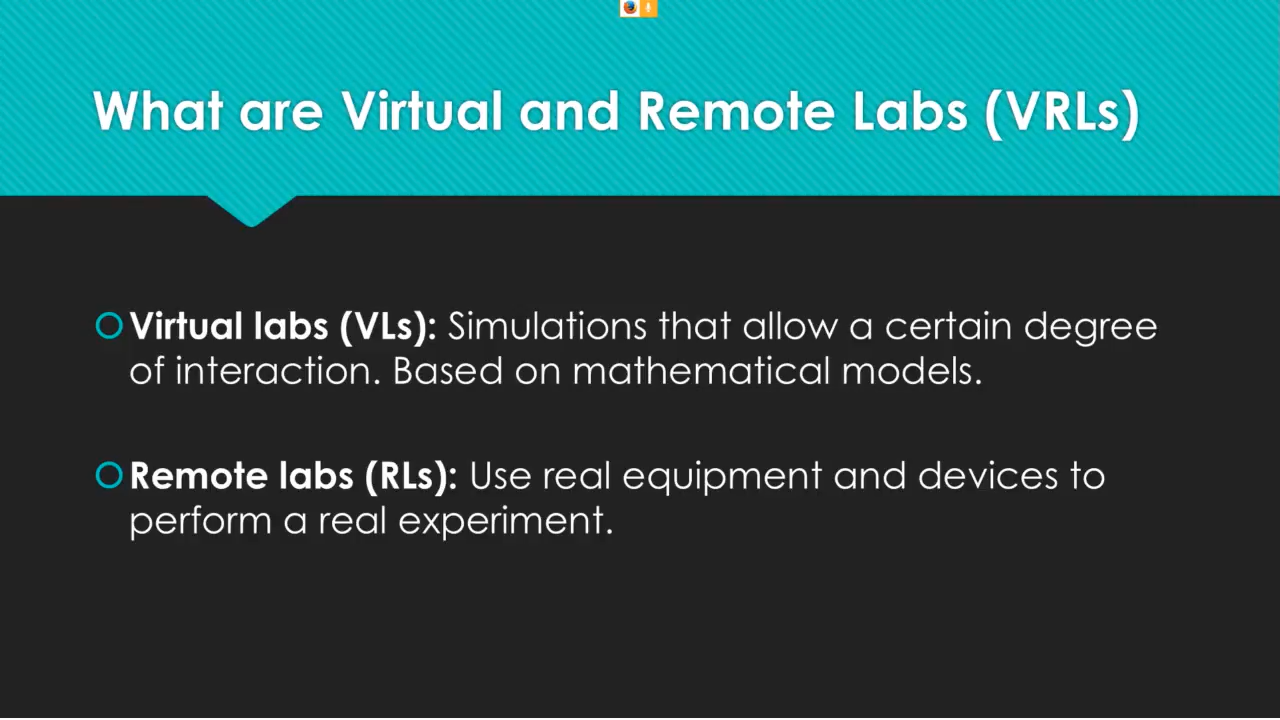 What are Virtual and Remote Labs (VRLs)
Virtual labs (VLs): Simulations that allow a certain degree
of interaction. Based on mathematical models.
Remote labs (RLs): Use real equipment and devices to
perform a real experiment.